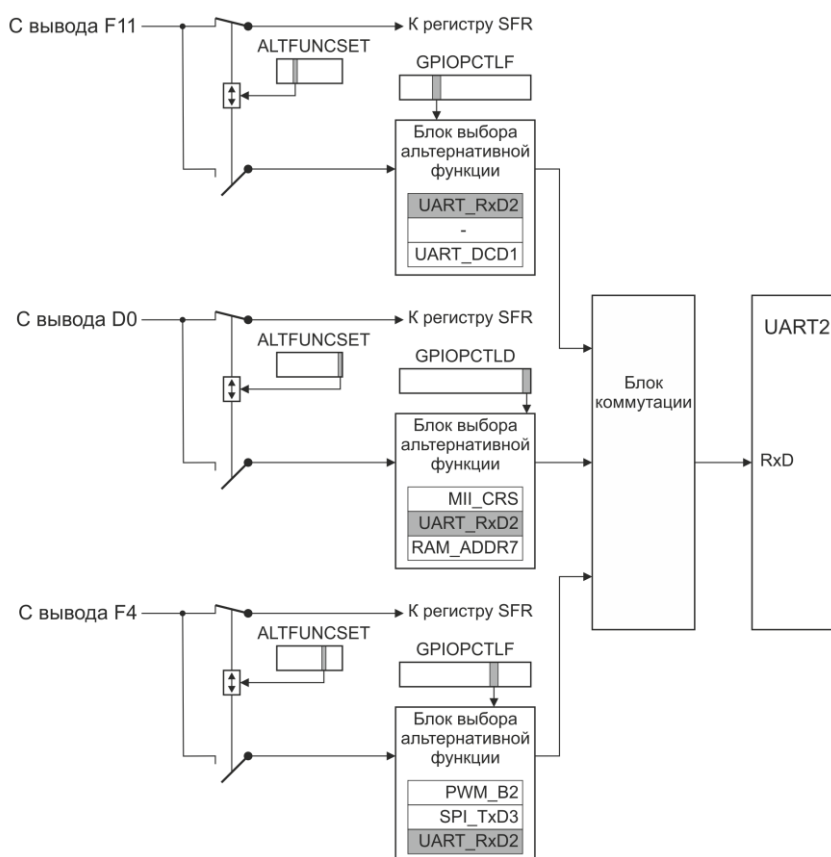 С вывода F11
К регистру SFR
ALTFUNCSET
GPIOPCTLF
Блок выбора
альтернативной
функции
UART_RxD2
-
UART_DCD1
С вывода D0
К регистру SFR
ALTFUNCSET
GPIOPCTLD
Блок выбора
альтернативной
функции
MII_CRS
UART_RxD2
RAM_ADDR7
Блок
коммутации
UART2
RxD
С вывода F4
К регистру SFR
ALTFUNCSET
GPIOPCTLF
Блок выбора
альтернативной
функции
PWM_B2
SPI_TxD3
UART_RxD2